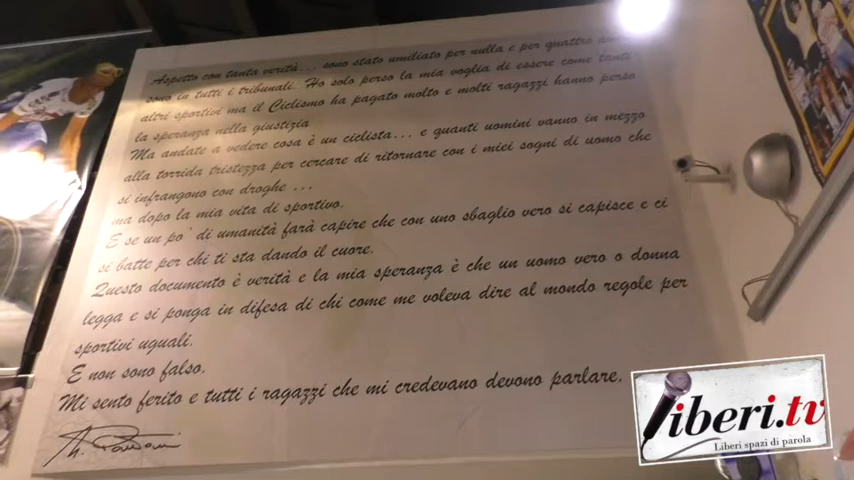 Aspetto con tanta verità... sono stato umiliato per nulla e per quattro
sono in tutti i tribunali. Ho solo perso la mia voglia di essere come tanti
altri sportivi ma il Ciclismo ha pagato molto e molti ragazzi hanno perso
la speranza nella giustizia
Ma andate a vedere cosa è un ciclista... e quanti uomini vanno in mezzo
alla torrida tristezza per cercare di ritornare con i miei sogni di uomo che
si infrangono con droghe ...
ma dopo la mia vita di sportivo.
E se un po' di umanità farà capire che con uno sbaglio vero si capisce e ci
si batte per chi ti sta dando il cuore.
Questo documento è verità e la mia speranza è che un uomo vero o donna
legga e si ponga in difesa di chi come me voleva dire al mondo regole per
sportivi uguali.
E non sono falso.
Mi sento ferito e tutti i ragazzi che mi credevano devono parlare.
M. Pantani
liberi.tv
Liberi spazi di parola